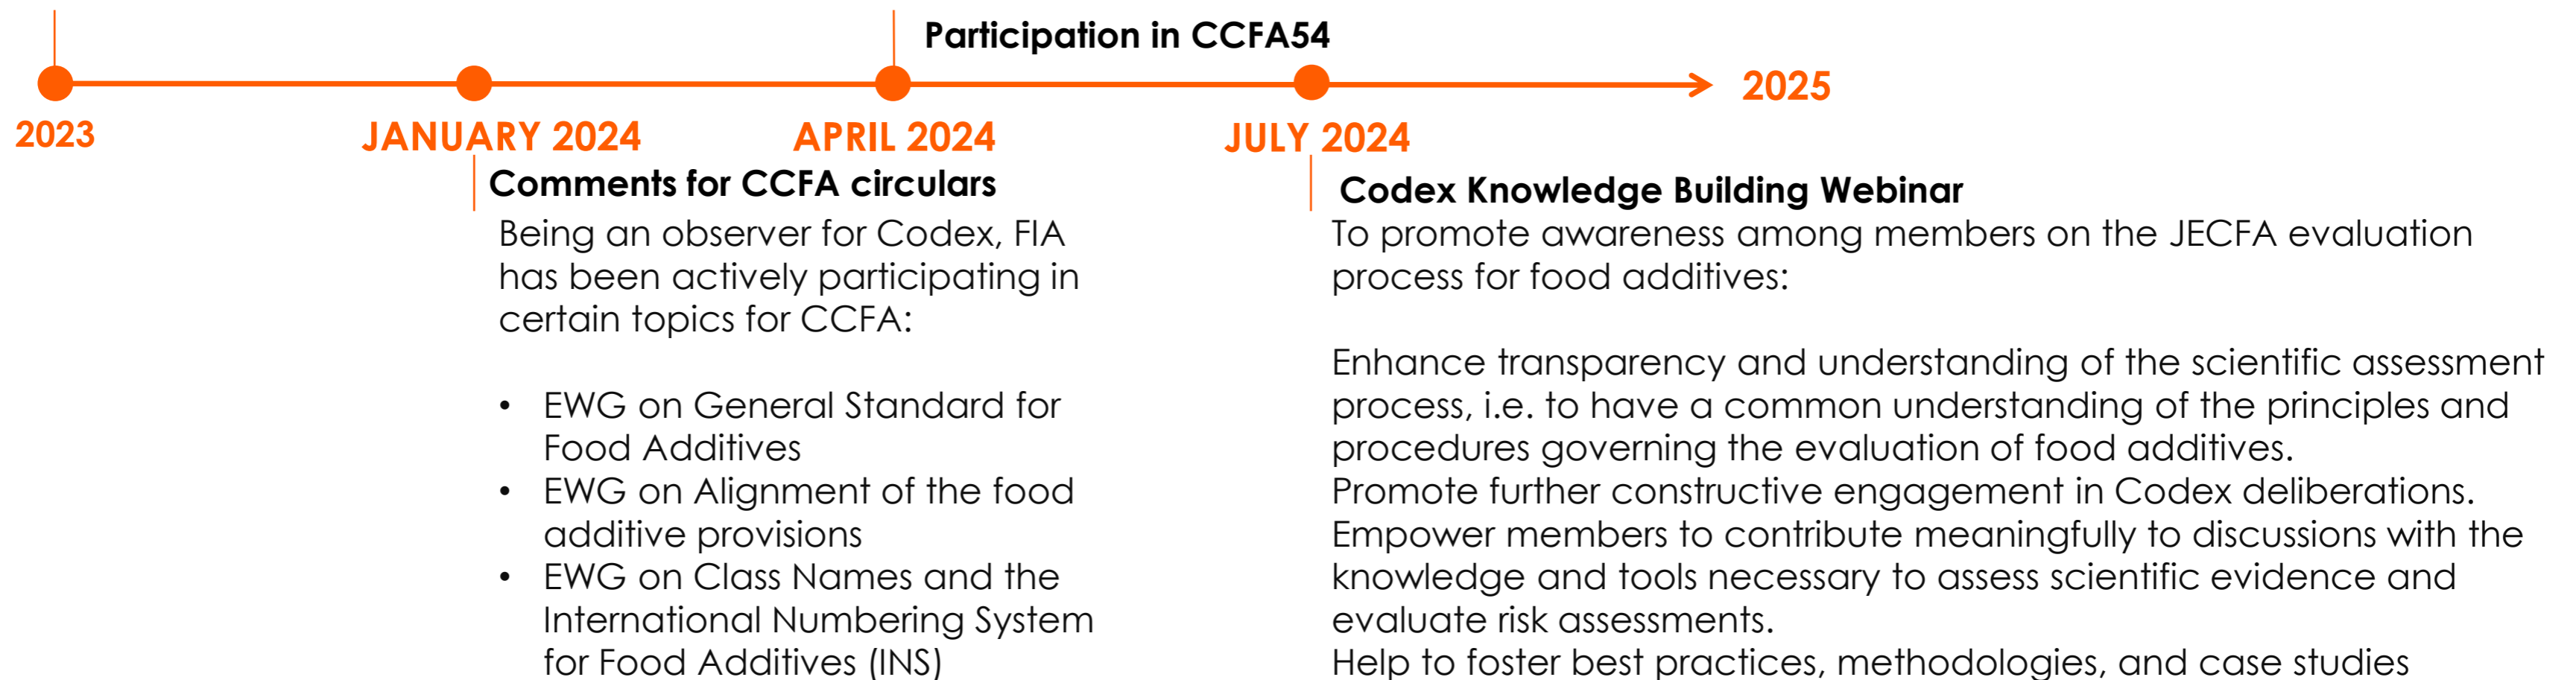 Participation in CCFA54
2025
2023
JANUARY 2024
APRIL 2024
JULY 2024
Comments for CCFA circulars
Being an observer for Codex, FIA
has been actively participating in
certain topics for CCFA:
• EWG on General Standard for
Food Additives
• EWG on Alignment of the food
additive provisions
• EWG on Class Names and the
International Numbering System
for Food Additives (INS)
Codex Knowledge Building Webinar
To promote awareness among members on the JECFA evaluation
process for food additives:
Enhance transparency and understanding of the scientific assessment
process, i.e. to have a common understanding of the principles and
procedures governing the evaluation of food additives.
Promote further constructive engagement in Codex deliberations.
Empower members to contribute meaningfully to discussions with the
knowledge and tools necessary to assess scientific evidence and
evaluate risk assessments.
Help to foster best practices, methodologies, and case studies